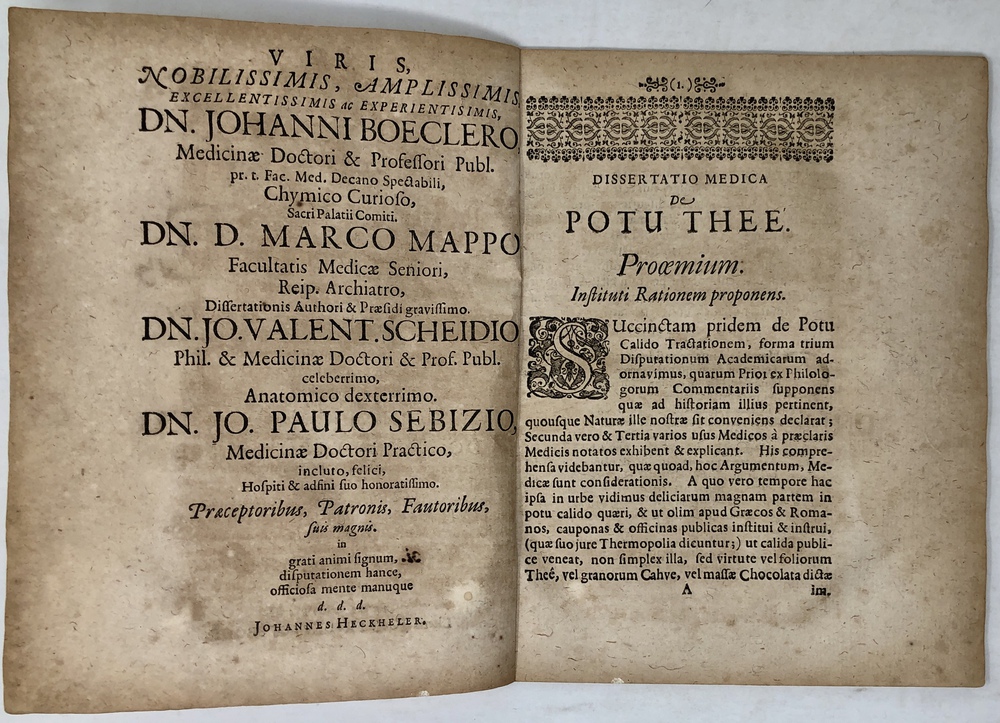 VIRIS,
NOBILISSIMIS, AMPLISSIMIS,
EXCELLENTISSIMIS ac EXPERIENTISIMIS,
DN. JOHANNI BOECLERO,
Medicinæ Doctori & Profeſſori Publ.
pr. t. Fac. Med. Decano Spectabili,
Chymico Curioſo,
Sacri Palatii Comiti.
DN. D. MARCO MAPPO
Facultatis Medicæ Seniori,
Reip. Archiatro,
Diſſertationis Authori & Præſidi graviſſimo.
DN. JO. VALENT. SCHEIDIO
Phil. & Medicinæ Doctori & Prof. Publ.
celeberrimo,
Anatomico dexterrimo.
DN. JO. PAULO SEBIZIO,
Medicinæ Doctori Practico,
incluto, felici,
Hoſpiti & adfini ſuo honoratiſſimo.
Præceptoribus, Patronis, Fautoribus,
ſuis magnis.
in
grati animi ſignum,
diſputationem hance,
officioſa mente manuque
d. d. d.
JOHANNES HECKHELER.
(1.)
DISSERTATIO MEDICA
De
POTU THEE.
Proœmium.
Inſtituti Rationem proponens.
SUccinctam pridem de Potu
Calido Tractationem, forma trium
Diſputationum Academicarum ad-
ornavimus, quarum Prior ex Philolo-
gorum Commentariis ſupponens
quæ ad hiſtoriam illius pertinent,
quouſque Naturæ ille noſtræ ſit conveniens declarat;
Secunda vero & Tertia varios uſus Medicos à præclaris
Medicis notatos exhibent & explicant. His compre-
henſa videbantur, quæ quoad, hoc Argumentum, Me-
dicæ ſunt conſiderationis. A quo vero tempore hac
ipſa in urbe vidimus deliciarum magnam partem in
potu calido quæri, & ut olim apud Græcos & Roma-
nos, cauponas & officinas publicas inſtitui & inſtrui,
(quæ ſuo jure Thermopolia dicuntur;) ut calida publi-
ce veneat, non ſimplex illa, ſed virtute vel foliorum
Theé, vel granorum Cahve, vel maſſæ Chocolata dictæ
A im.